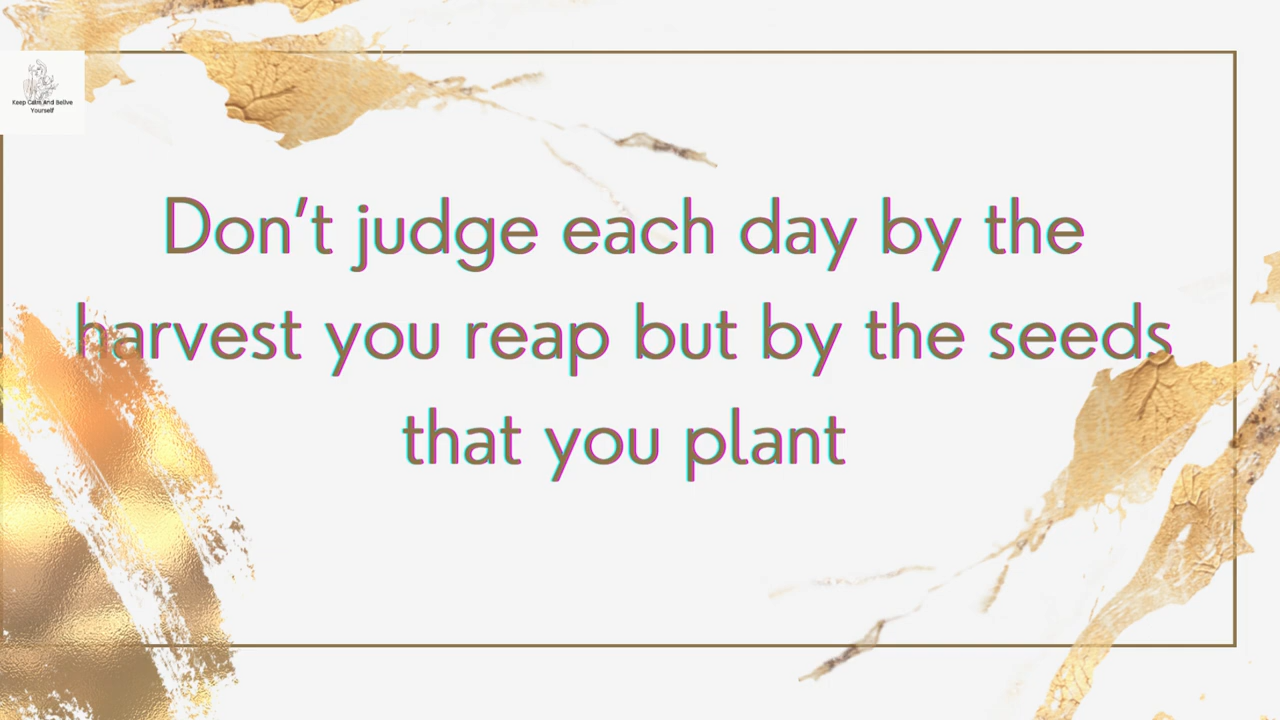 Keep Calm And Belive
Yourself
Don't judge each day by the
harvest you reap but by the seeds
that you plant